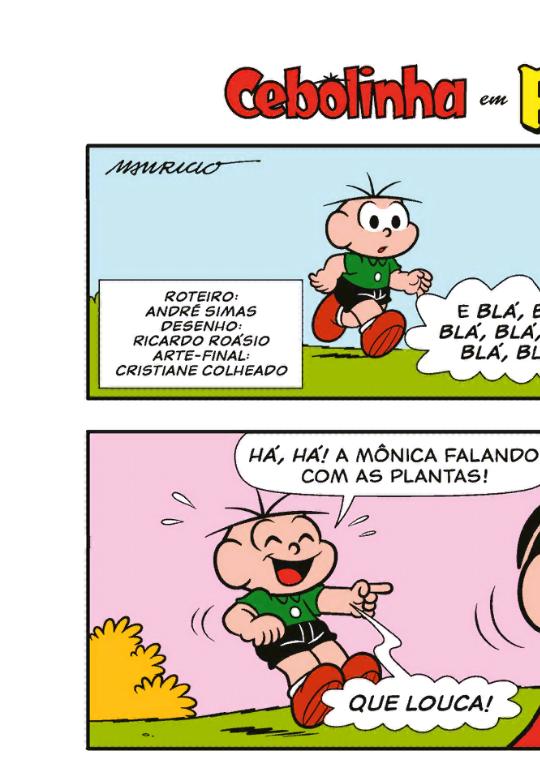 Cebolinha em
MAURICIO
ROTEIRO:
ANDRÉ SIMAS
DESENHO:
RICARDO ROÁSIO
ARTE-FINAL:
CRISTIANE COLHEADO
E BLÁ,
BLÁ, BLÁ,
BLÁ,
HÁ, HÁ! A MÔNICA FALANDO
COM AS PLANTAS!
QUE LOUCA!